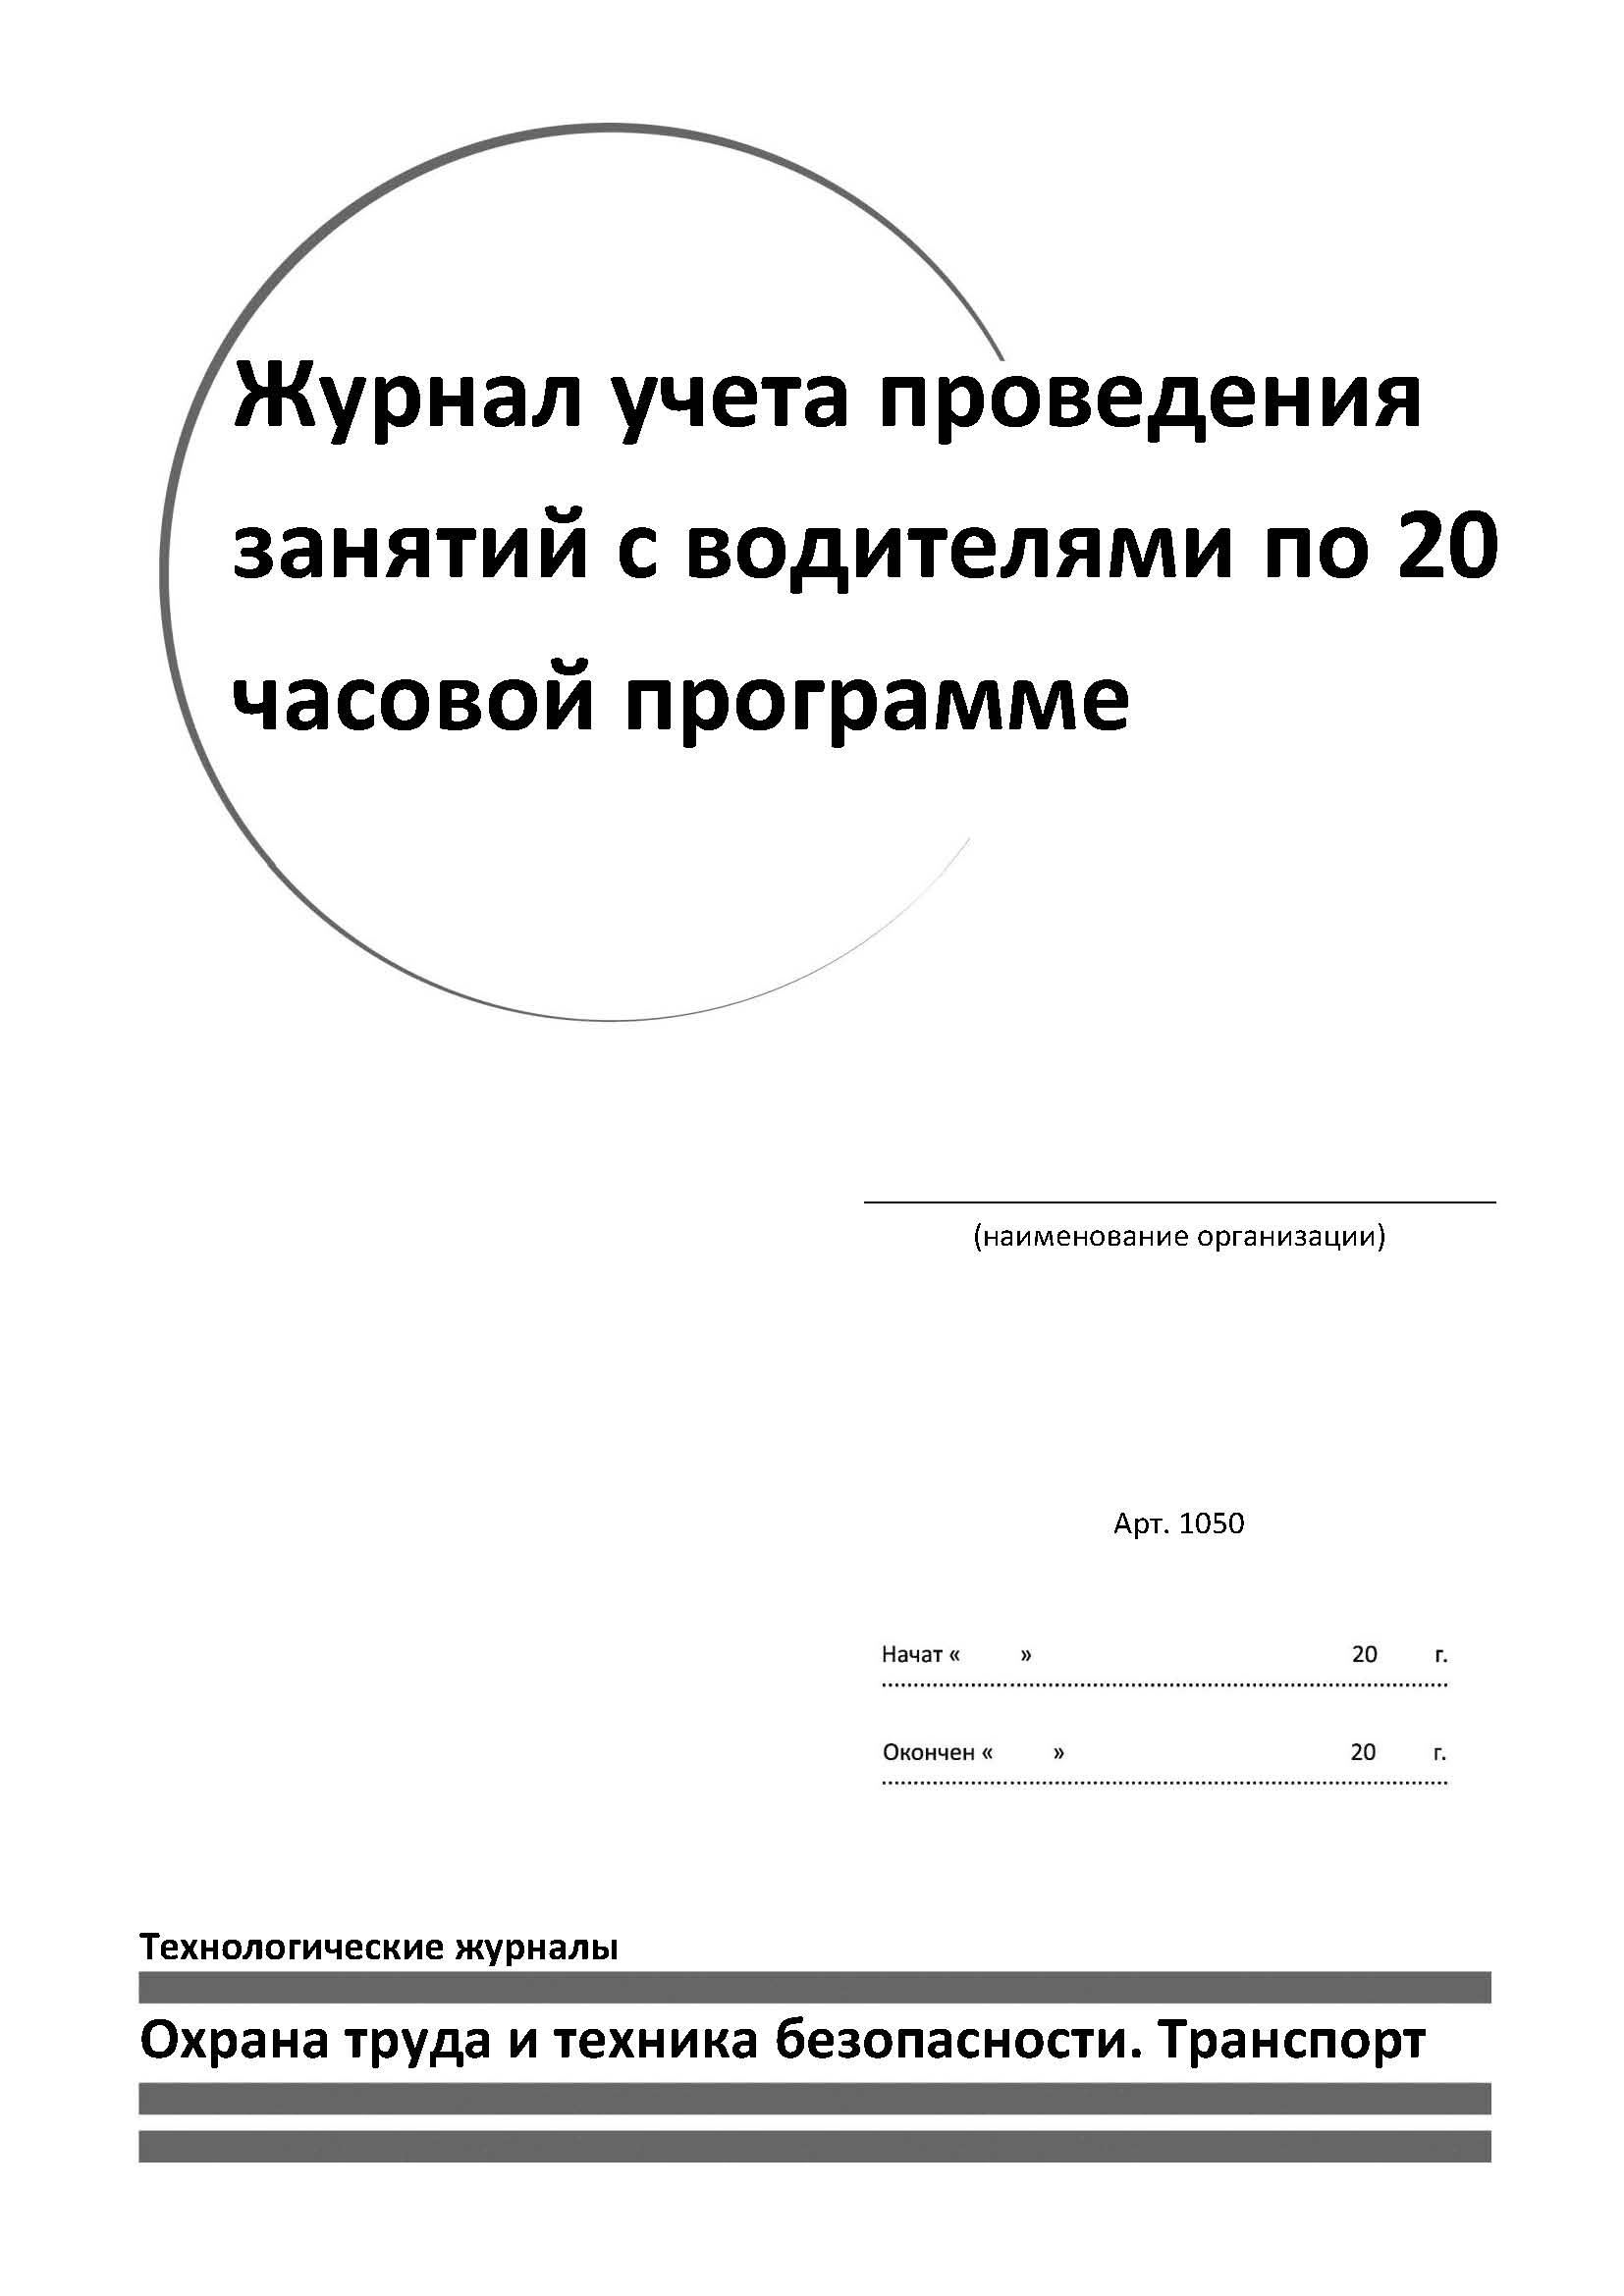 Журнал учета проведения
занятий с водителями по 20
часовой программе
(наименование организации)
Арт. 1050
Начат « » 20 г.
Окончен « » 20 г.
Технологические журналы
Охрана труда и техника безопасности. Транспорт